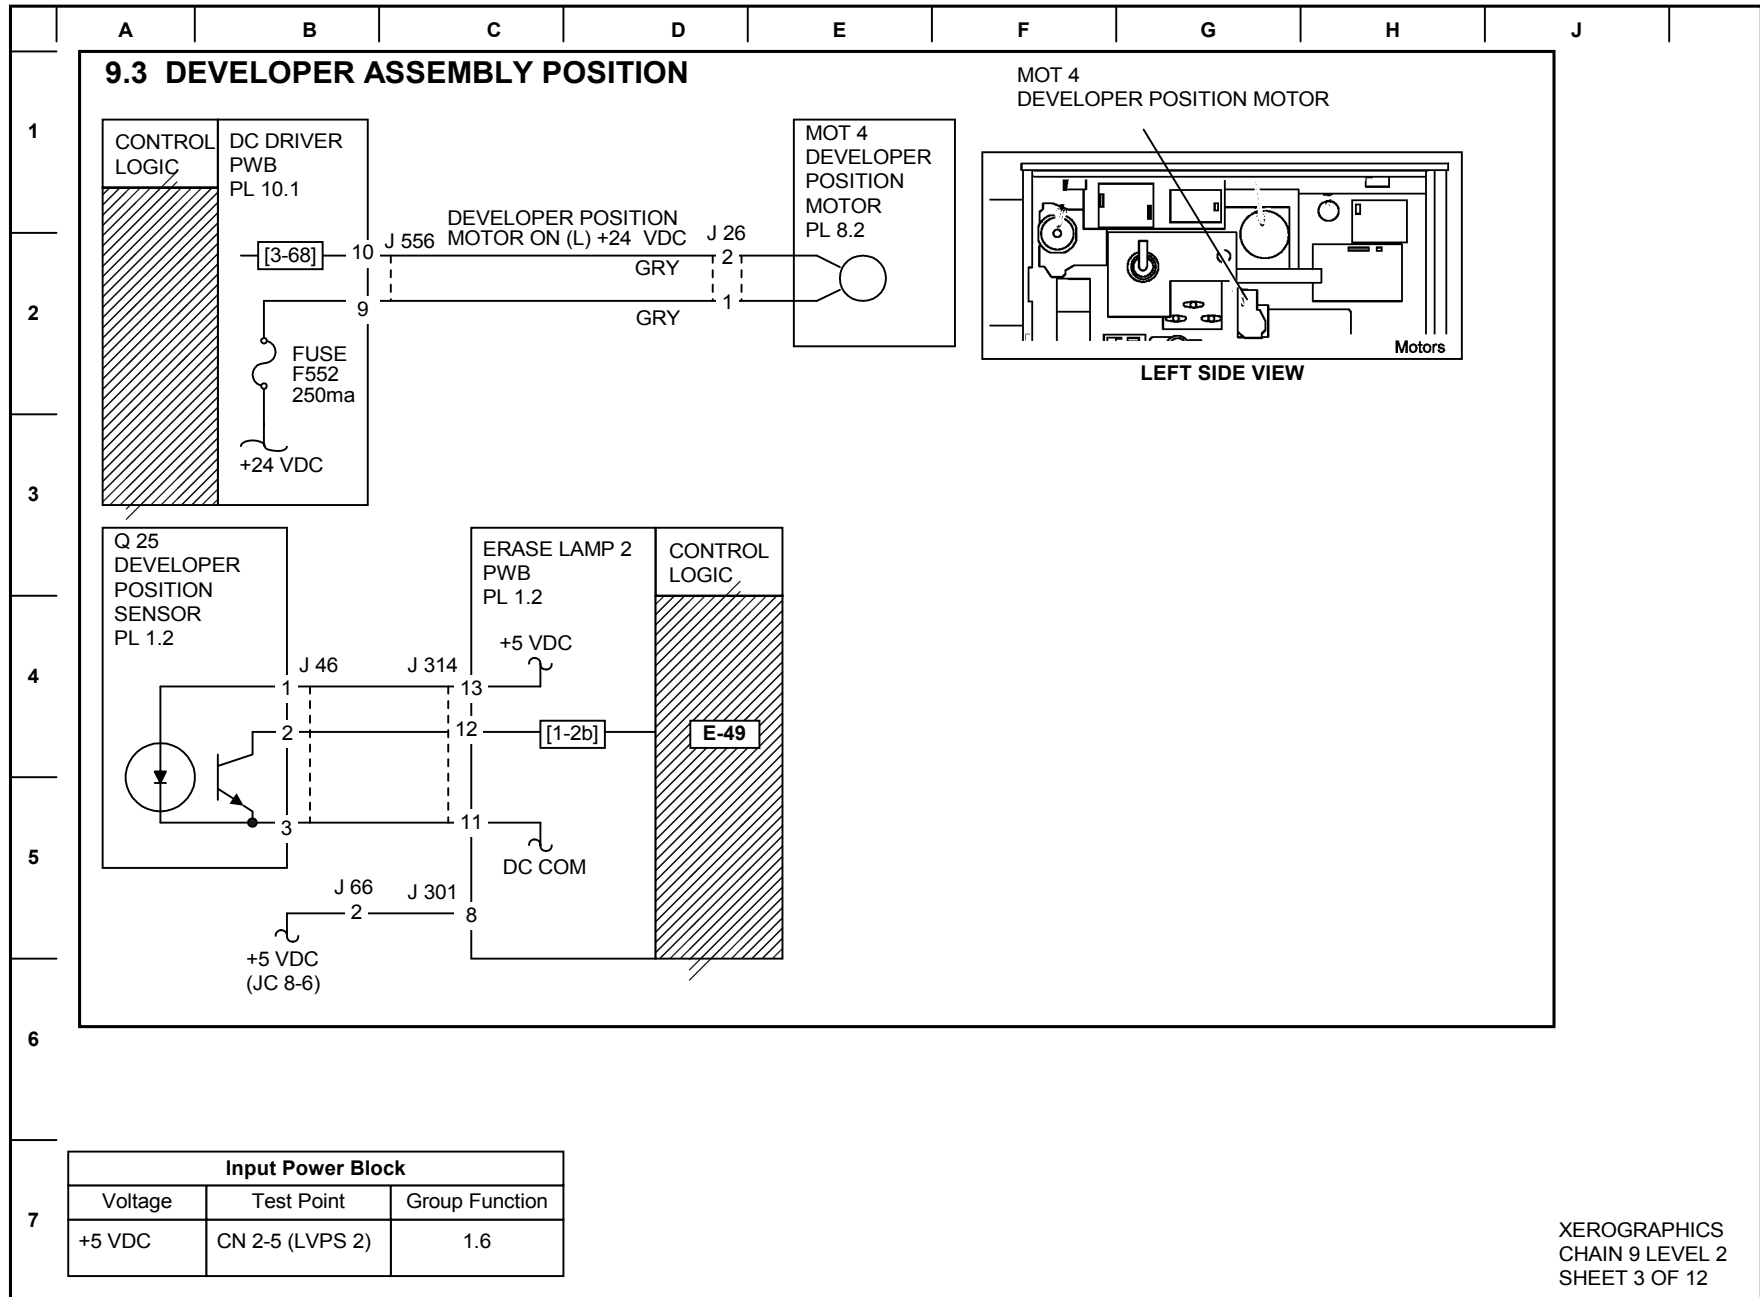 A B C D E F G H J
9.3 DEVELOPER ASSEMBLY POSITION
MOT 4
DEVELOPER POSITION MOTOR
1
CONTROL
LOGIC
DC DRIVER
PWB
PL 10.1
MOT 4
DEVELOPER
POSITION
MOTOR
PL 8.2
DEVELOPER POSITION
MOTOR ON (L) +24 VDC
J 556
J 26
[3-68]
10
2
GRY
9
1
GRY
2
FUSE
F552
250ma
+24 VDC
Motors
LEFT SIDE VIEW
3
Q 25
DEVELOPER
POSITION
SENSOR
PL 1.2
ERASE LAMP 2
PWB
PL 1.2
CONTROL
LOGIC
+5 VDC
4
J 46
J 314
1
13
2
12
[1-2b]
E-49
3
11
DC COM
5
J 66
J 301
2
8
+5 VDC
(JC 8-6)
6
7
Input Power Block
Voltage Test Point Group Function
+5 VDC CN 2-5 (LVPS 2) 1.6
XEROGRAPHICS
CHAIN 9 LEVEL 2
SHEET 3 OF 12